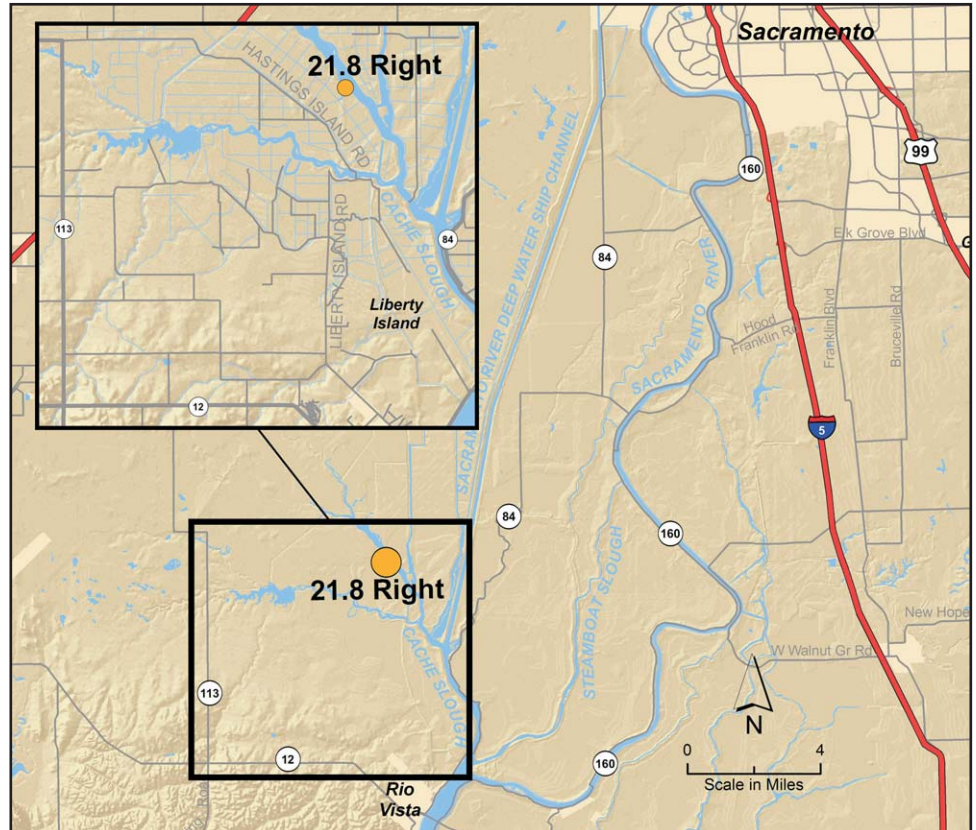 Sacramento
HASTINGS ISLAND RD
21.8 Right
99
160
113
LIBERTY ISLAND RD
CACHE SLOUGH
84
Liberty
Island
12
SACRAMENTO RIVER DEEP WATER SHIP CHANNEL
84
SACRAMENTO RIVER
Elk Grove Blvd
Hood
Franklin Rd
Franklin Blvd
Bruceville Rd
5
84
160
21.8 Right
CACHE SLOUGH
STEAMBOAT SLOUGH
New Hope
W Walnut Gr Rd
113
12
160
Rio
Vista
N
0 4
Scale in Miles